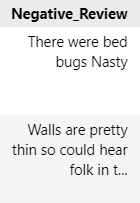 Negative_Review
There were bed
bugs Nasty
Walls are pretty
thin so could hear
folk in t...